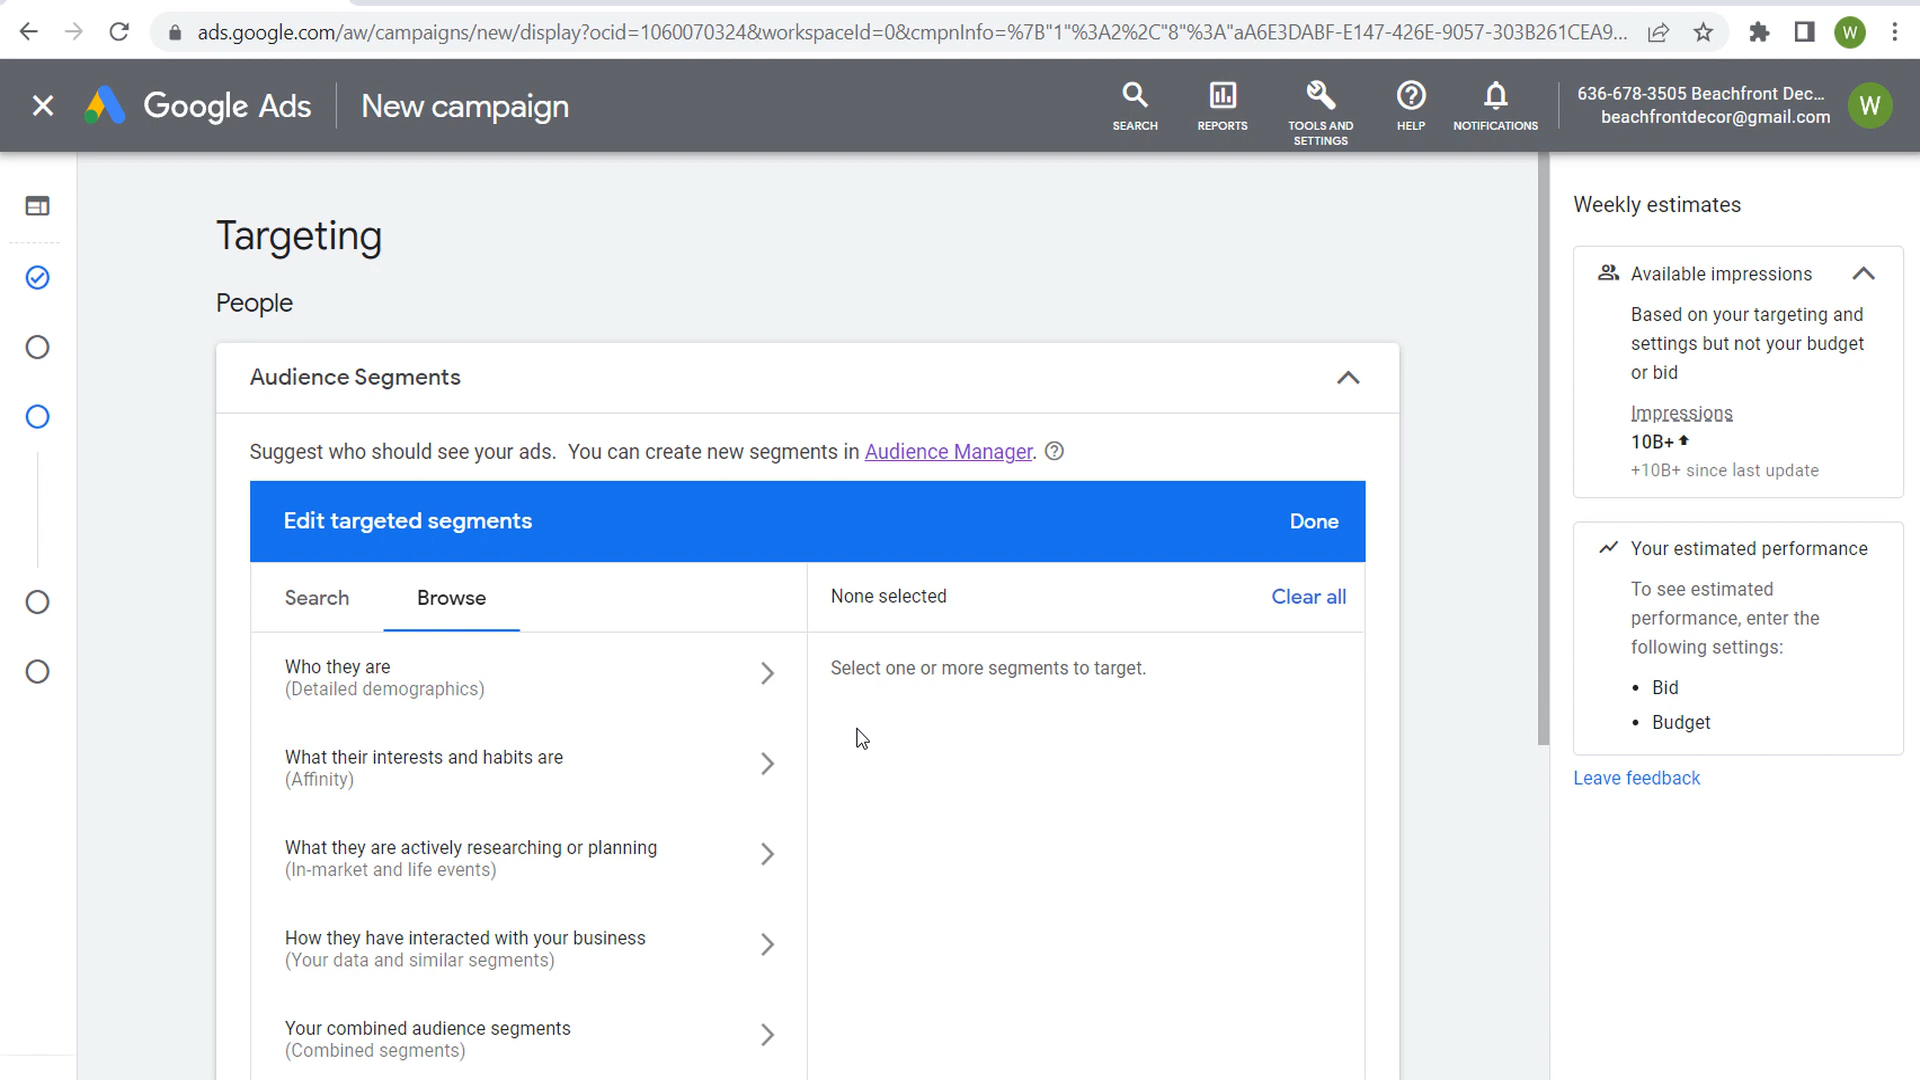 ads.google.com/aw/campaigns/new/display?ocid=1060070324&workspaceId=0&cmpnInfo=%7B"1"%3A2%2C"8"%3A"aA6E3DABF-E147-426E-9057-303B261CEA9...
W
Google Ads
New campaign
SEARCH
REPORTS
TOOLS AND
SETTINGS
HELP
NOTIFICATIONS
636-678-3505 Beachfront Dec...
beachfrontdecor@gmail.com
W
Targeting
People
Audience Segments
Suggest who should see your ads. You can create new segments in Audience Manager.
Edit targeted segments
Done
Search
Browse
None selected
Clear all
Who they are
(Detailed demographics)
Select one or more segments to target.
What their interests and habits are
(Affinity)
What they are actively researching or planning
(In-market and life events)
How they have interacted with your business
(Your data and similar segments)
Your combined audience segments
(Combined segments)
Weekly estimates
Available impressions
Based on your targeting and
settings but not your budget
or bid
Impressions
10B+
+10B+ since last update
Your estimated performance
To see estimated
performance, enter the
following settings:
• Bid
• Budget
Leave feedback